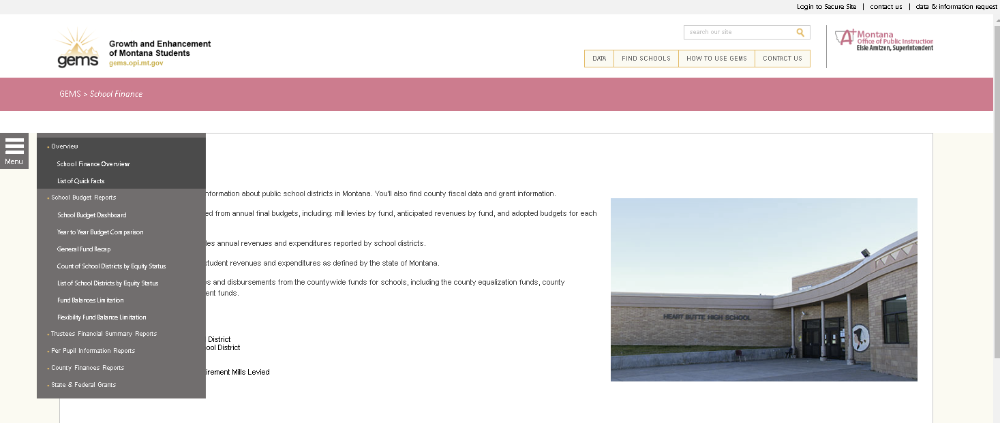 Login to Secure Site | contact us | data & information request
gems
Growth and Enhancement
of Montana Students
gems.opi.mt.gov
search our site
DATA FIND SCHOOLS HOW TO USE GEMS CONTACT US
Montana
Office of Public Instruction
Elsie Arntzen, Superintendent
GEMS > School Finance
Menu
Overview
School Finance Overview
List of Quick Facts
School Budget Reports
School Budget Dashboard
Year to Year Budget Comparison
General Fund Recap
Count of School Districts by Equity Status
List of School Districts by Equity Status
Fund Balances Limitation
Flexibility Fund Balance Limitation
Trustees Financial Summary Reports
Per Pupil Information Reports
County Finances Reports
State & Federal Grants
nformation about public school districts in Montana. You'll also find county fiscal data and grant information.
ed from annual final budgets, including: mill levies by fund, anticipated revenues by fund, and adopted budgets for each
les annual revenues and expenditures reported by school districts.
student revenues and expenditures as defined by the state of Montana.
es and disbursements from the countywide funds for schools, including the county equalization funds, county
ent funds.
District
ool District
irement Mills Levied
HEART BUTTE HIGH SCHOOL